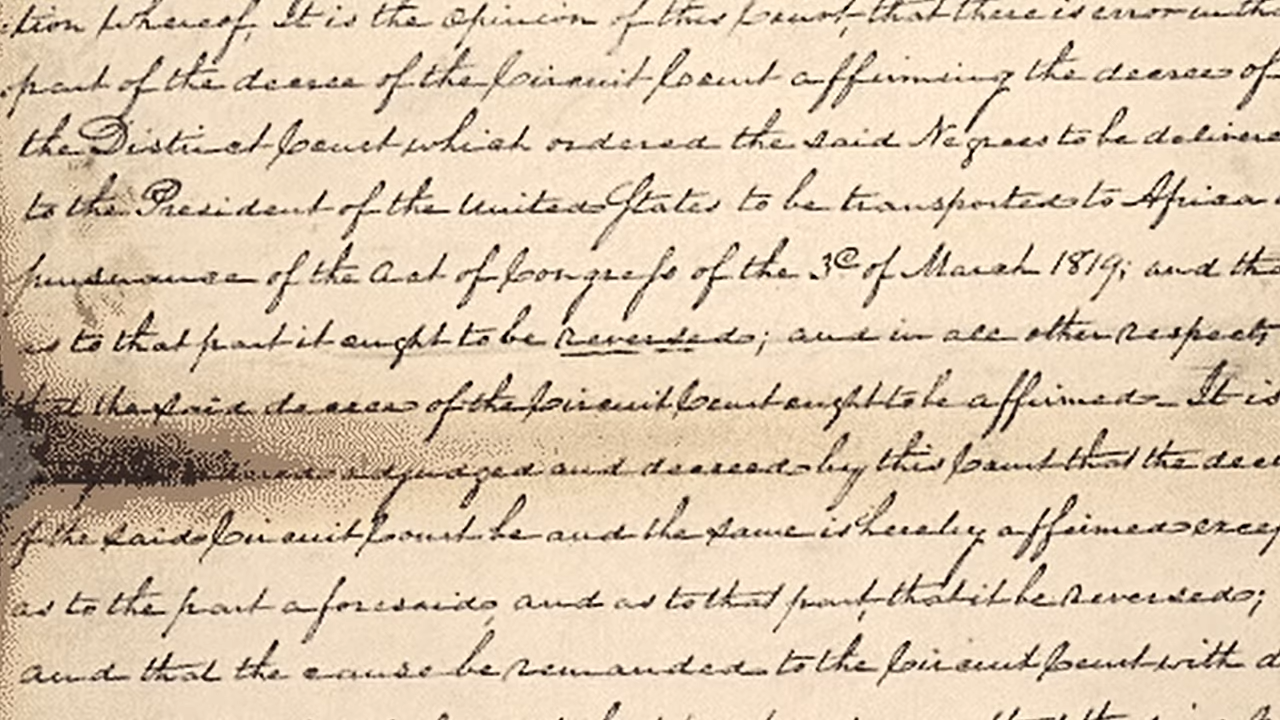 tion whereof, It is the opinion of this Court, that there is error in th
part of the decree of the Circuit Court affirming the decree of
the District Court which ordered the said Negroes to be delivere
to the President of the United States to be transported to Africa
pursuance of the Act of Congress of the 3d of March 1819; and th
as to that part it ought to be reversed; and in all other respects
that the said decree of the Circuit Court ought to be affirmed - It is
adjudged and decreed by this Court that the dec
of the said Circuit Court be and the same is hereby affirmed excep
as to the part aforesaid, and as to that part, that it be reversed;
and that the cause be remanded to the Circuit Court with d